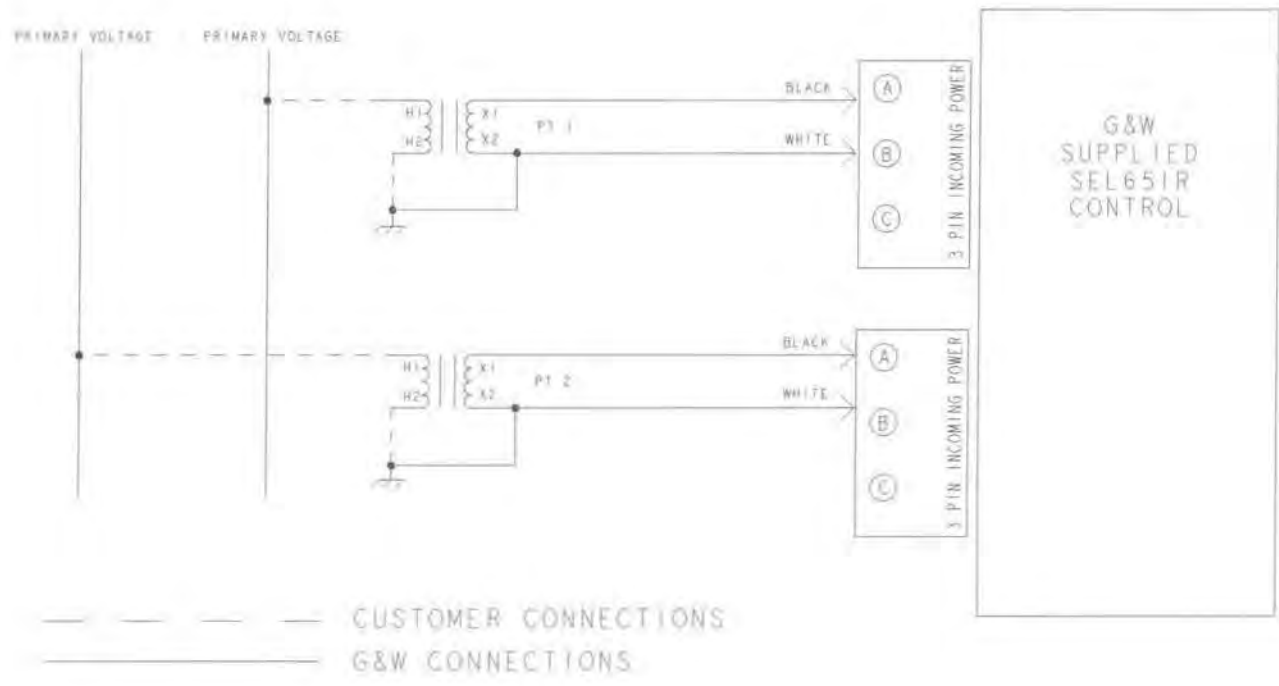 PRIMARY VOLTAGE PRIMARY VOLTAGE
H1
H2
X1
X2
PT 1
BLACK
WHITE
A
B
C
3 PIN INCOMING POWER
G&W
SUPPLIED
SEL651R
CONTROL
H1
H2
X1
X2
PT 2
BLACK
WHITE
A
B
C
3 PIN INCOMING POWER
CUSTOMER CONNECTIONS
G&W CONNECTIONS